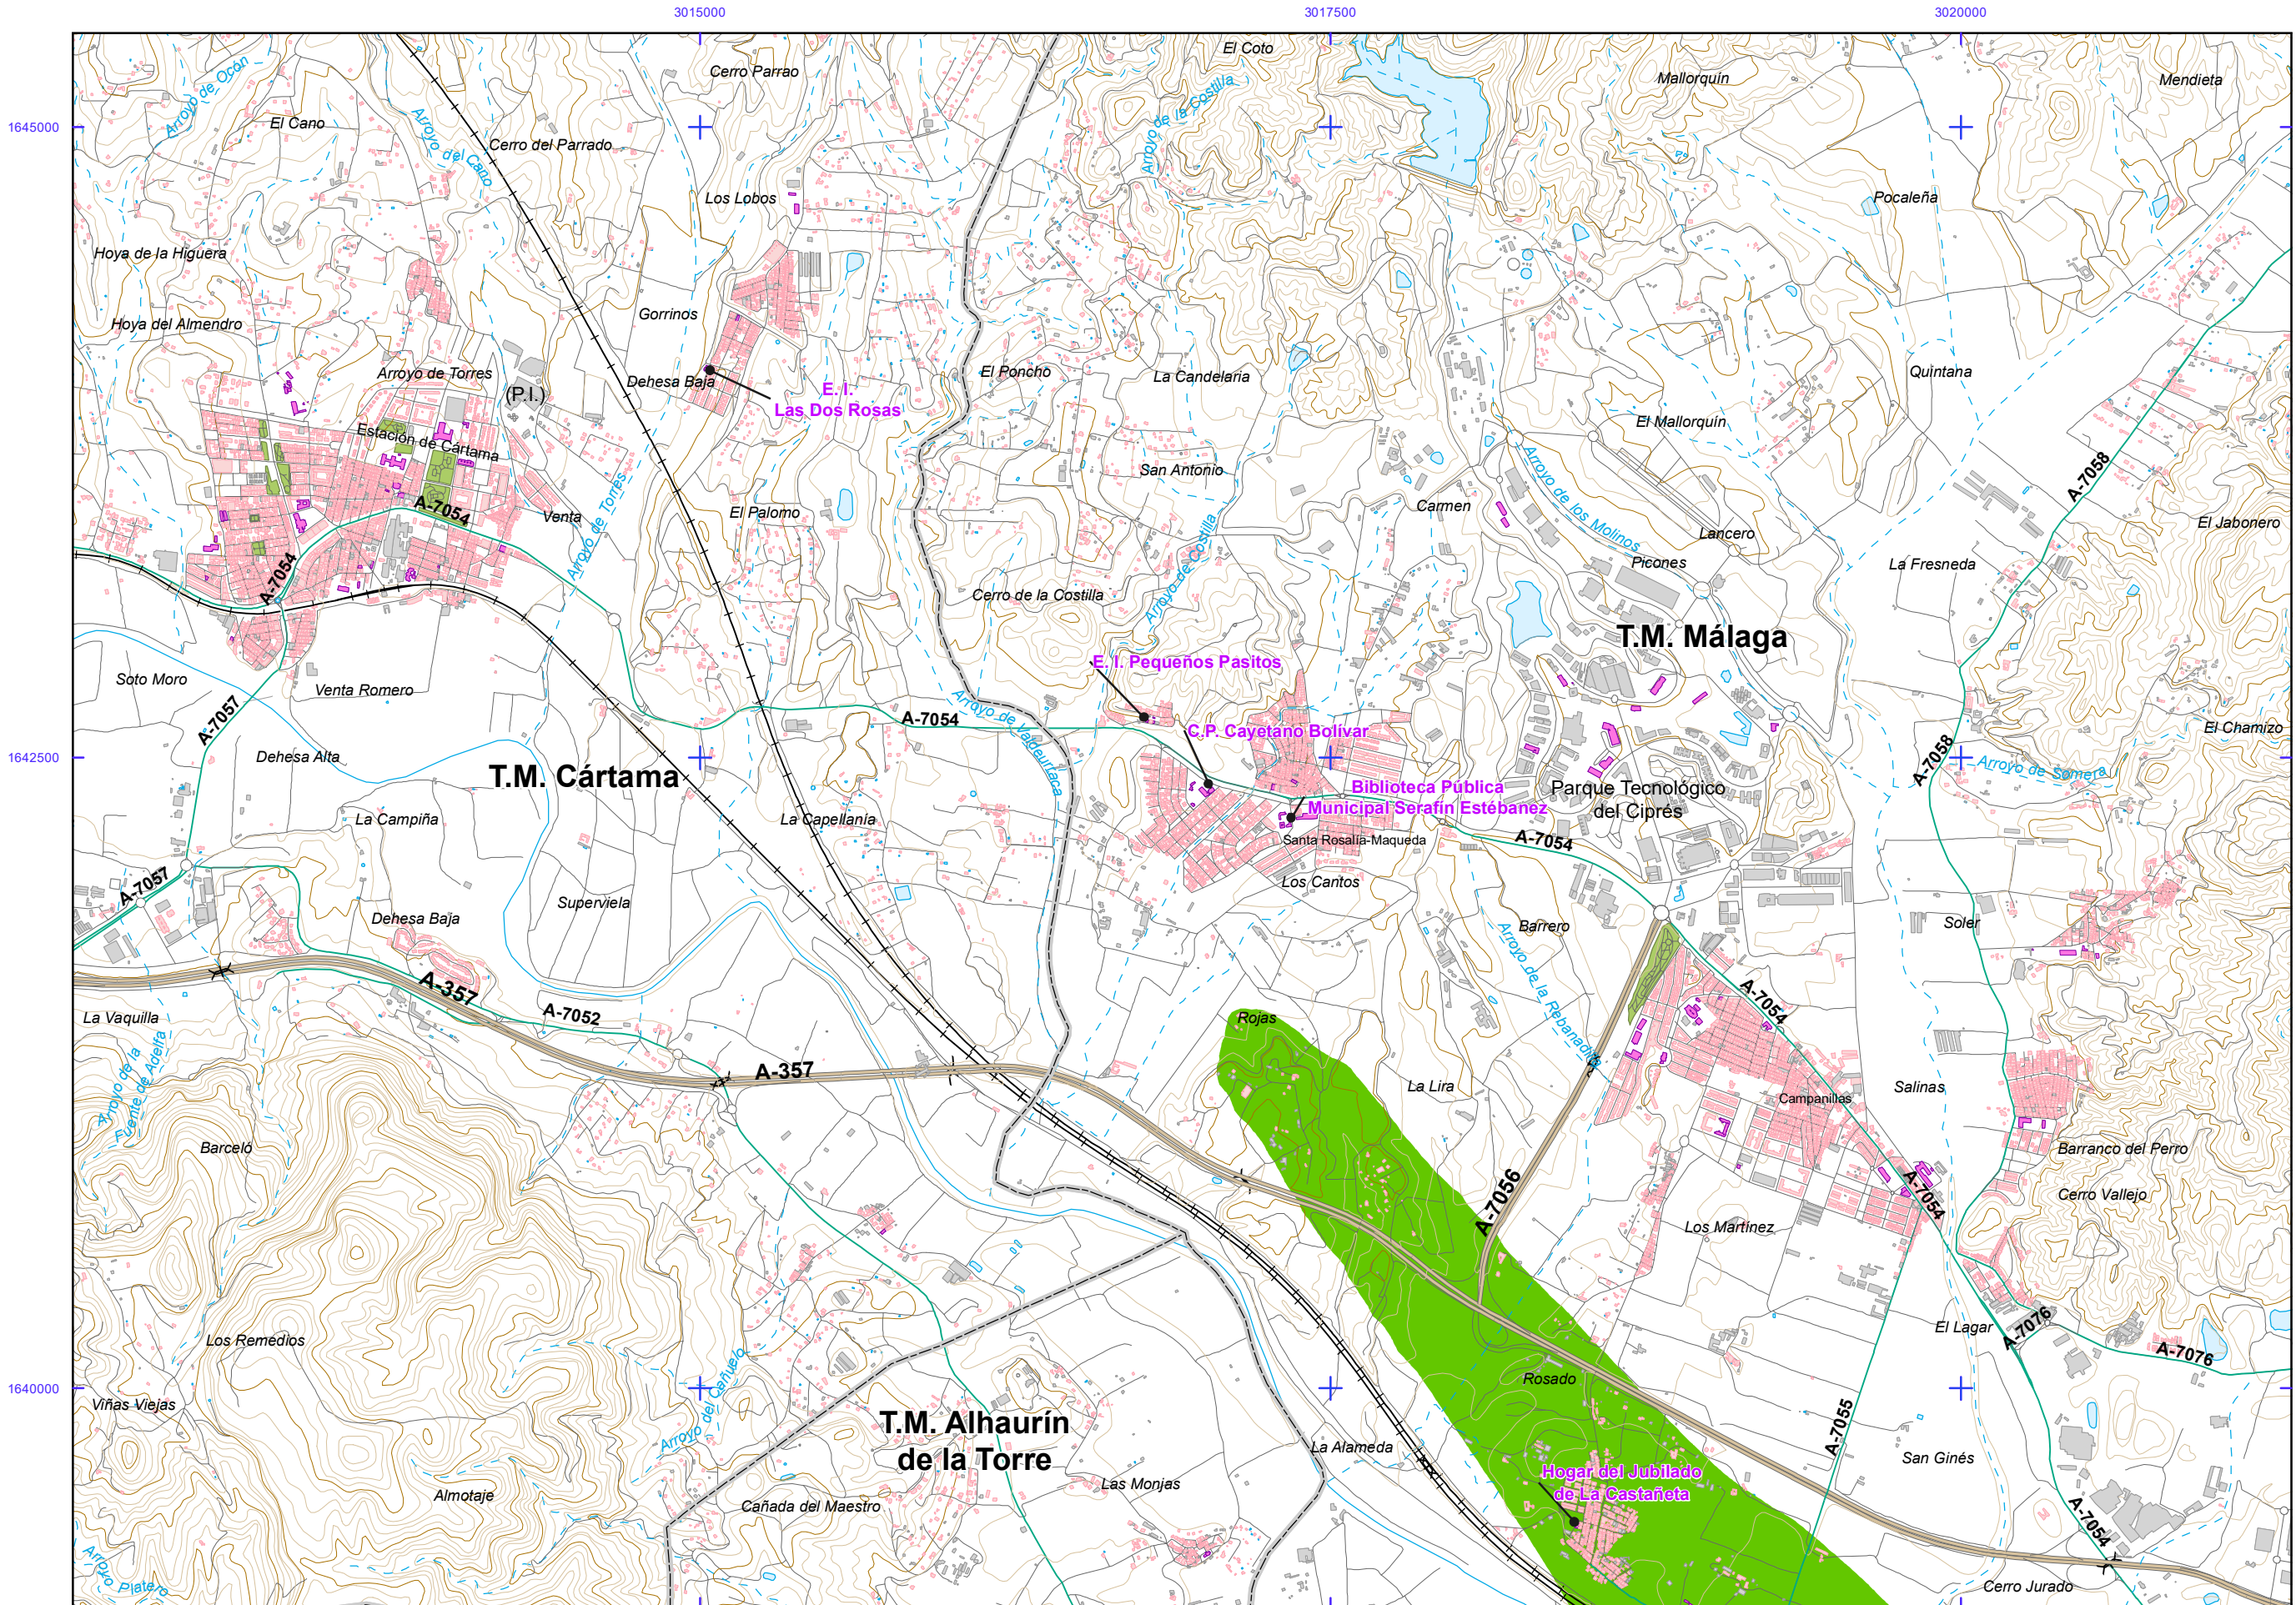 3015000
3017500
3020000
El Coto
Cerro Parrao
Mallorquín
Mendieta
Arroyo de Ocón
Arroyo de la Costilla
1645000
El Cano
Arroyo del Cano
Cerro del Parrado
Los Lobos
Pocaleña
Hoya de la Higuera
Gorrinos
Hoya del Almendro
Arroyo de Torres
(P.I.)
Dehesa Baja
E. I.
Las Dos Rosas
El Poncho
La Candelaria
Quintana
El Mallorquín
Estación de Cártama
San Antonio
A-7058
Arroyo de los Molinos
Carmen
A-7054
Venta
Arroyo de Torres
El Palomo
Lancero
El Jabonero
Picones
La Fresneda
A-7054
Cerro de la Costilla
Arroyo de Costilla
T.M. Málaga
E. I. Pequeños Pasitos
Soto Moro
Venta Romero
A-7057
A-7054
Arroyo de Valdeurraca
C.P. Cayetano Bolívar
El Chamizo
1642500
Dehesa Alta
T.M. Cártama
A-7058
Arroyo de Somera
Biblioteca Pública
Municipal Serafín Estébanez
Parque Tecnológico
del Ciprés
La Campiña
La Capellanía
Santa Rosalía-Maqueda
A-7054
A-7057
Los Cantos
Superviela
Dehesa Baja
Barrero
Soler
A-357
A-7052
Arroyo de la Rebanadilla
A-7054
La Vaquilla
Rojas
Arroyo de la
Fuente de Adelfa
A-357
La Lira
Salinas
Campanillas
Barceló
Barranco del Perro
A-7056
A-7054
Cerro Vallejo
Los Martínez
Los Remedios
El Lagar
A-7076
A-7076
1640000
Rosado
Viñas Viejas
Arroyo del Cañuelo
T.M. Alhaurín
de la Torre
A-7055
La Alameda
San Ginés
Hogar del Jubilado
de La Castañeta
Las Monjas
Almotaje
Cañada del Maestro
A-7054
Arroyo Platero
Cerro Jurado